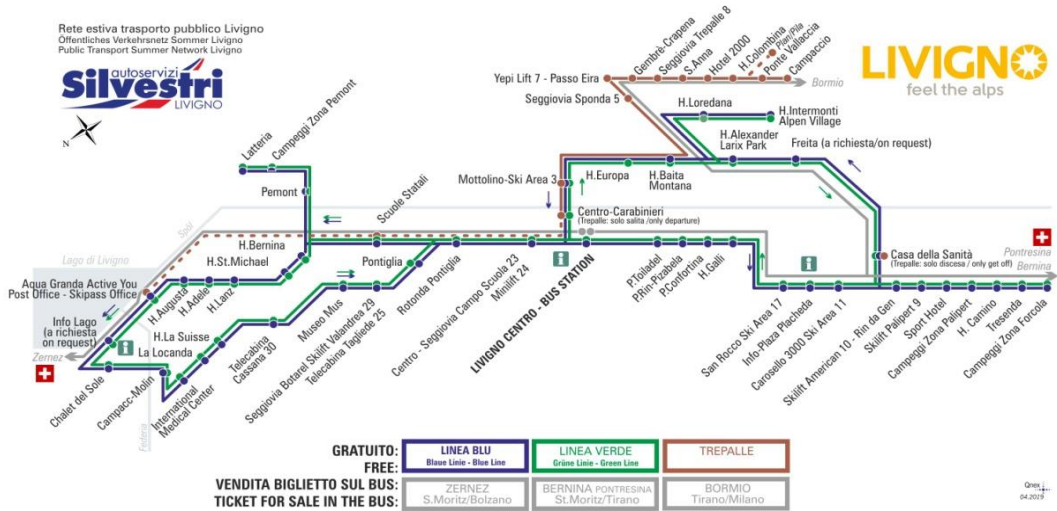 Rete estiva trasporto pubblico Livigno
Öffentliches Verkehrsnetz Sommer Livigno
Public Transport Summer Network Livigno
autoservizi
Silvestri
LIVIGNO
N
LIVIGNO
feel the alps
Yepi Lift 7 - Passo Eira
Gembrè-Crapena
Seggiovia Trepalle 8
S.Anna
Hotel 2000
H.Colombina
Plan/Pila
Ponte Vallaccia
Campaccio
Bormio
Seggiovia Sponda 5
H.Loredana
H.Intermonti
Alpen Village
H.Alexander
Larix Park
Freita (a richiesta/on request)
Mottolino-Ski Area 3
H.Europa
H.Baita
Montana
Centro-Carabinieri
(Trepalle: solo salita /only departure)
Casa della Sanità
(Trepalle: solo discesa / only get off)
Pontresina
Bernina
Latteria
Campeggi Zona Pemont
Pemont
Scuole Statali
Spöl
Lago di Livigno
H.Bernina
H.St.Michael
Aqua Granda Active You
Post Office - Skipass Office
H.Augusta
H.Adele
H.Lanz
Pontiglia
Info Lago
(a richiesta
on request)
Zernez
H.La Suisse
La Locanda
Chalet del Sole
Campacc-Molin
Federia
International
Medical Center
Telecabina
Cassana 30
Museo Mus
Seggiovia Botarel Skilift Valandrea 29
Telecabina Tagliede 25
Rotonda Pontiglia
Centro - Seggiovia Campo Scuola 23
Minilift 24
LIVIGNO CENTRO - BUS STATION
P.Toiladel
P.Rin-P.Rabela
P.Confortina
H.Galli
San Rocco Ski Area 17
Info-Plaza Placheda
Carosello 3000 Ski Area 11
Skilift American 10 - Rin da Geri
Skilift Palipert 9
Sport Hotel
Campeggi Zona Palipert
H. Camino
Tresenda
Campeggi Zona Forcola
GRATUITO:
FREE:
LINEA BLU
Blaue Linie - Blue Line
LINEA VERDE
Grüne Linie - Green Line
TREPALLE
VENDITA BIGLIETTO SUL BUS:
TICKET FOR SALE IN THE BUS:
ZERNEZ
S.Moritz/Bolzano
BERNINA PONTRESINA
St.Moritz/Tirano
BORMIO
Tirano/Milano
Qnex
04.2019